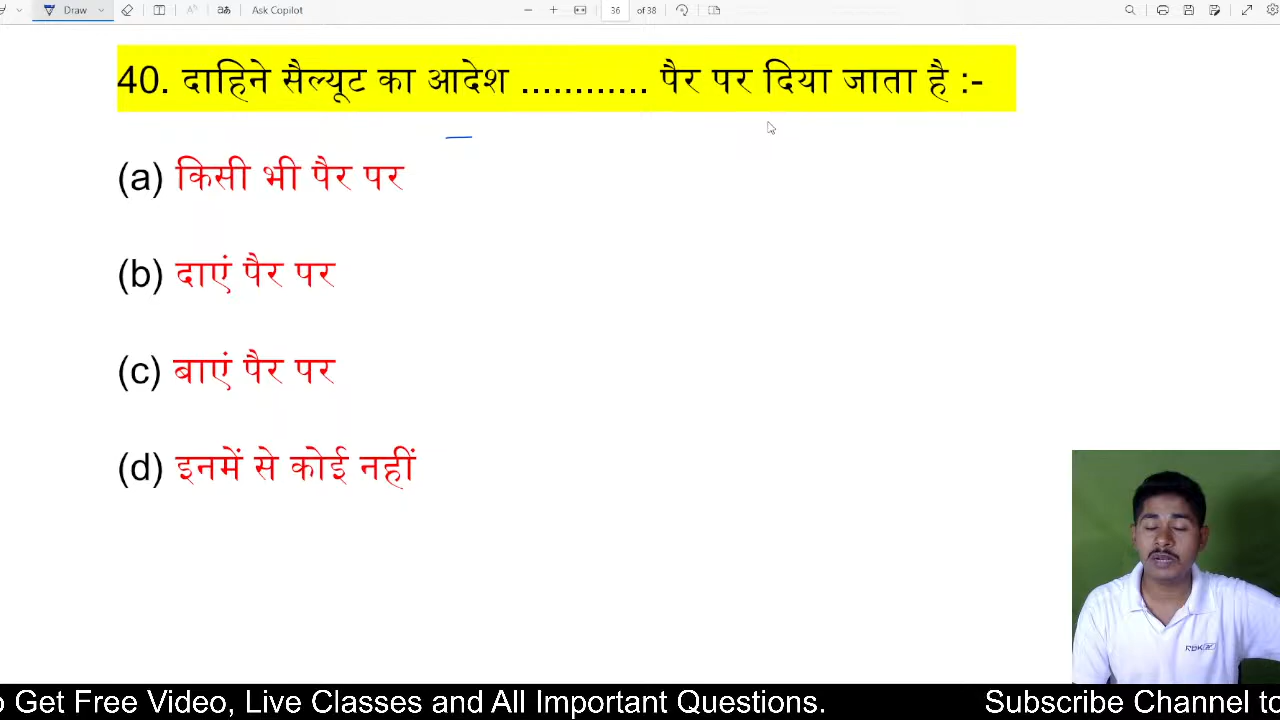 Draw
Ask Copilot
36 of 38
40. दाहिने सैल्यूट का आदेश ............ पैर पर दिया जाता है :-
(a) किसी भी पैर पर
(b) दाएं पैर पर
(c) बाएं पैर पर
(d) इनमें से कोई नहीं
o Get Free Video, Live Classes and All Important Questions. Subscribe Channel to